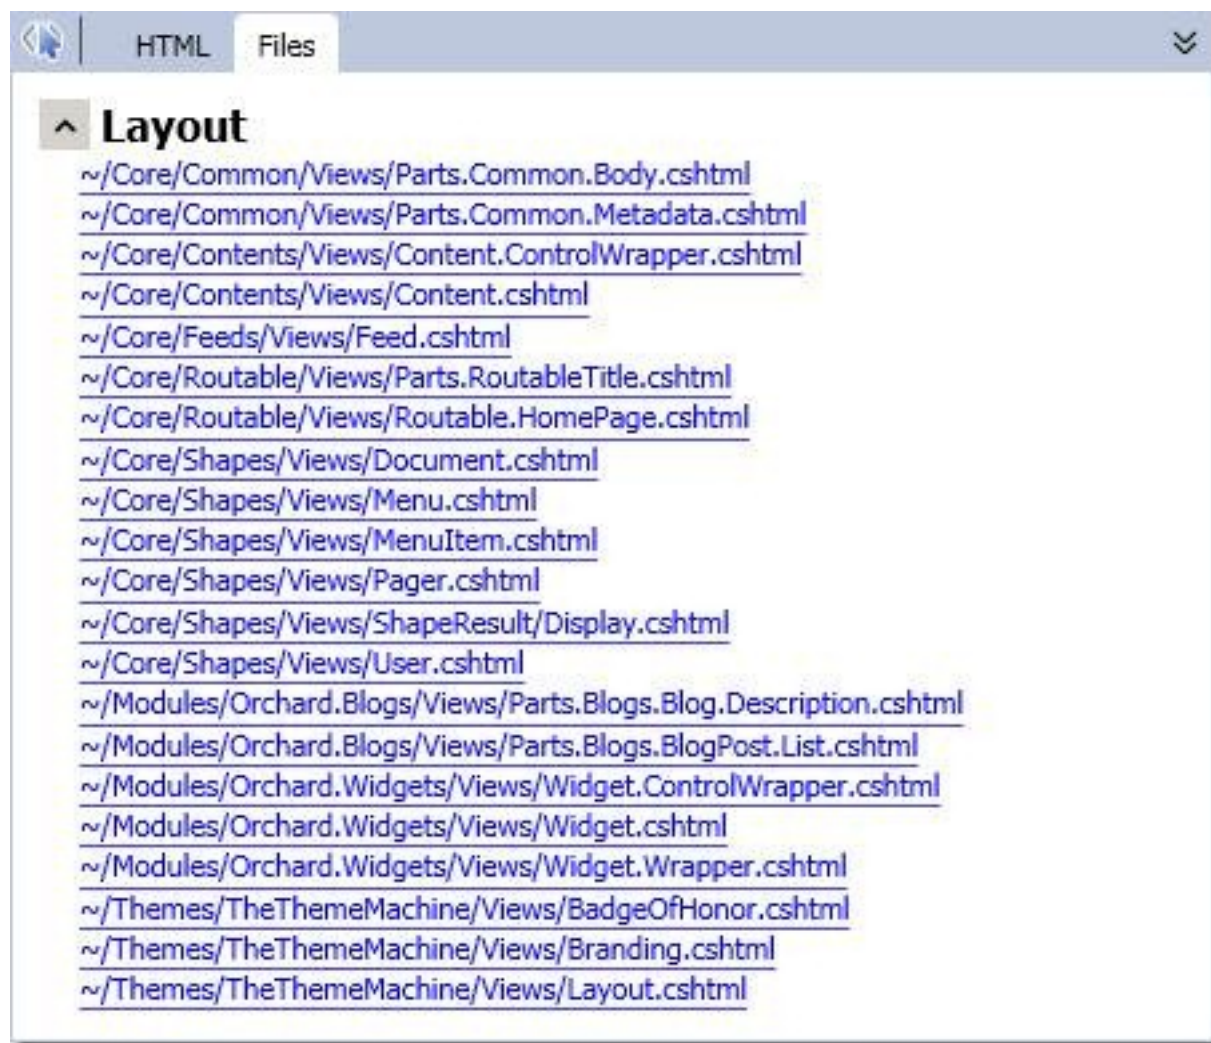 HTML Files
Layout
~/Core/Common/Views/Parts.Common.Body.cshtml
~/Core/Common/Views/Parts.Common.Metadata.cshtml
~/Core/Contents/Views/Content.ControlWrapper.cshtml
~/Core/Contents/Views/Content.cshtml
~/Core/Feeds/Views/Feed.cshtml
~/Core/Routable/Views/Parts.RoutableTitle.cshtml
~/Core/Routable/Views/Routable.HomePage.cshtml
~/Core/Shapes/Views/Document.cshtml
~/Core/Shapes/Views/Menu.cshtml
~/Core/Shapes/Views/MenuItem.cshtml
~/Core/Shapes/Views/Pager.cshtml
~/Core/Shapes/Views/ShapeResult/Display.cshtml
~/Core/Shapes/Views/User.cshtml
~/Modules/Orchard.Blogs/Views/Parts.Blogs.Blog.Description.cshtml
~/Modules/Orchard.Blogs/Views/Parts.Blogs.BlogPost.List.cshtml
~/Modules/Orchard.Widgets/Views/Widget.ControlWrapper.cshtml
~/Modules/Orchard.Widgets/Views/Widget.cshtml
~/Modules/Orchard.Widgets/Views/Widget.Wrapper.cshtml
~/Themes/TheThemeMachine/Views/BadgeOfHonor.cshtml
~/Themes/TheThemeMachine/Views/Branding.cshtml
~/Themes/TheThemeMachine/Views/Layout.cshtml